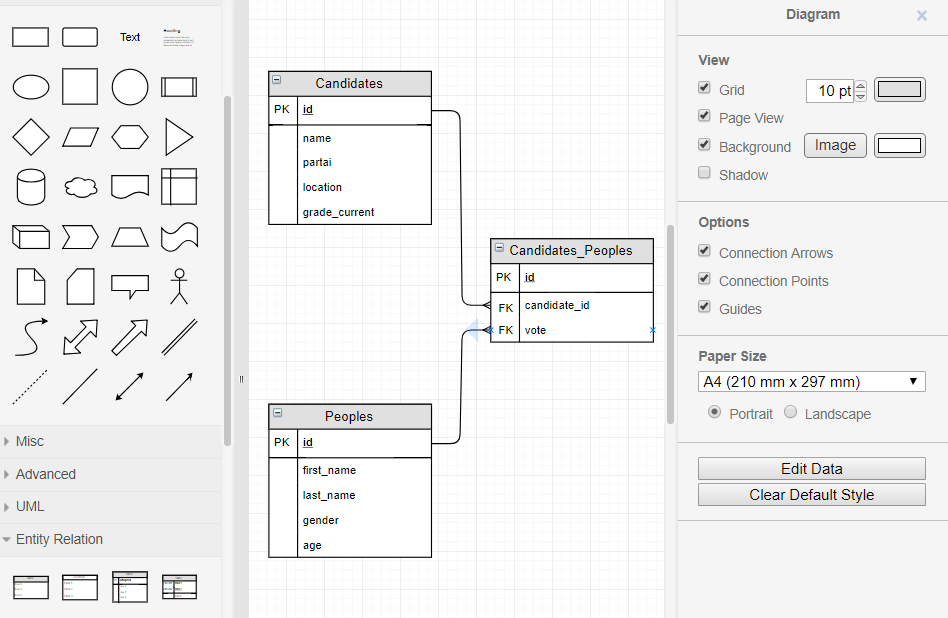 Text
Heading
Misc
Advanced
UML
Entity Relation
Candidates
PK id
name
partai
location
grade_current
Candidates_Peoples
PK id
FK candidate_id
FK vote
Peoples
PK id
first_name
last_name
gender
age
Diagram
View
Grid 10 pt
Page View
Background Image
Shadow
Options
Connection Arrows
Connection Points
Guides
Paper Size
A4 (210 mm x 297 mm)
Portrait Landscape
Edit Data
Clear Default Style